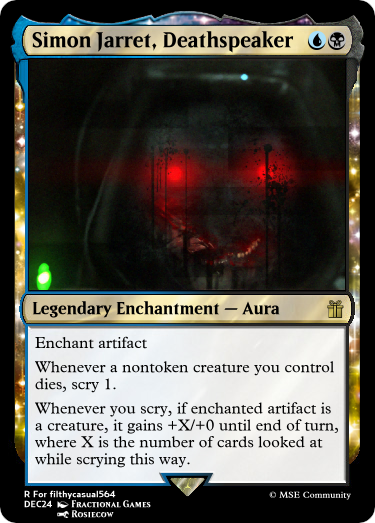 Simon Jarret, Deathspeaker
Legendary Enchantment — Aura
Enchant artifact
Whenever a nontoken creature you control
dies, scry 1.
Whenever you scry, if enchanted artifact is
a creature, it gains +X/+0 until end of turn,
where X is the number of cards looked at
while scrying this way.
R For filthycasual564
© MSE Community
DEC24 Fractional Games
Rosiecow